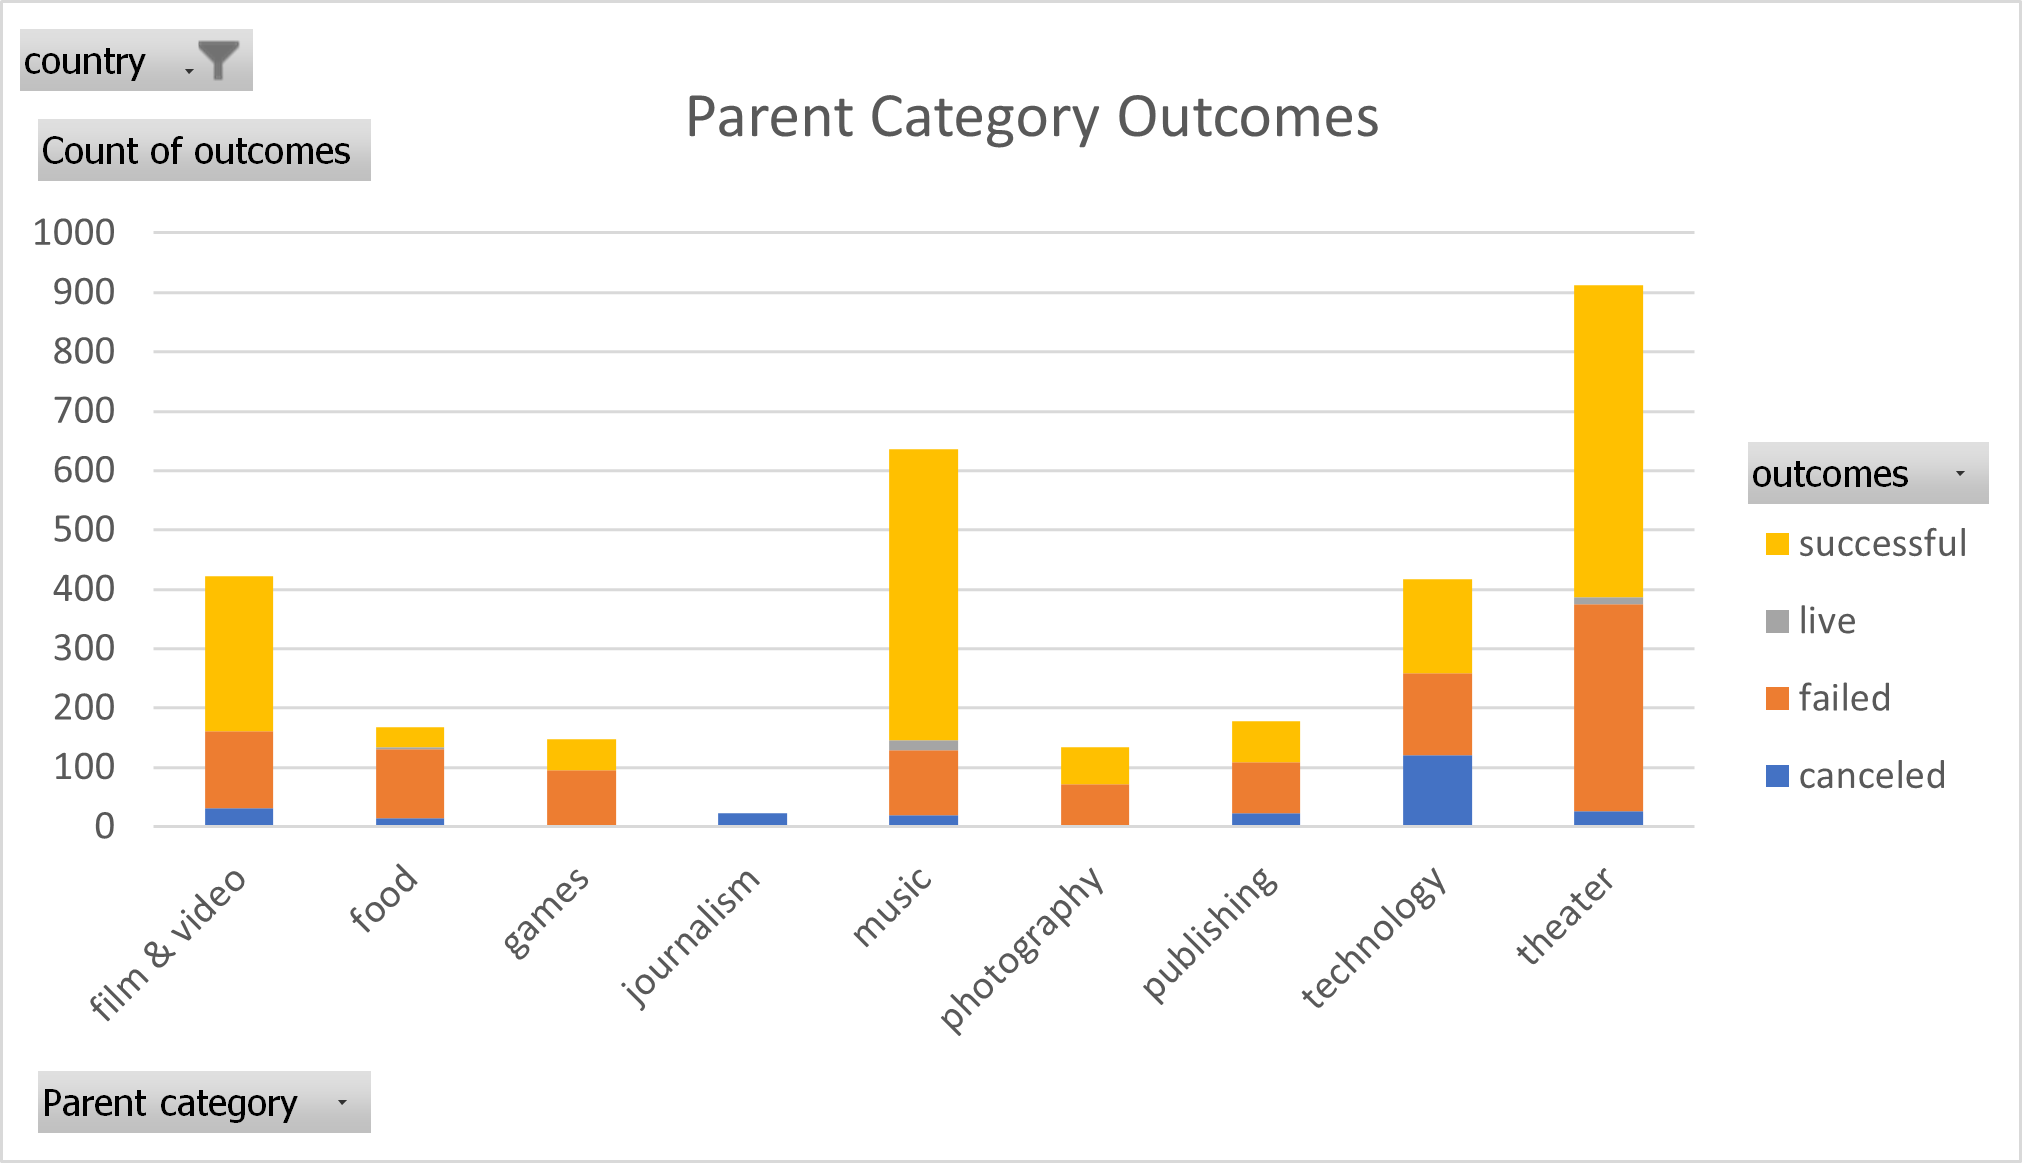 country
Parent Category Outcomes
Count of outcomes
1000
900
800
700
600
500
400
300
200
100
0
outcomes
successful
live
failed
canceled
film & video
food
games
journalism
music
photography
publishing
technology
theater
Parent category